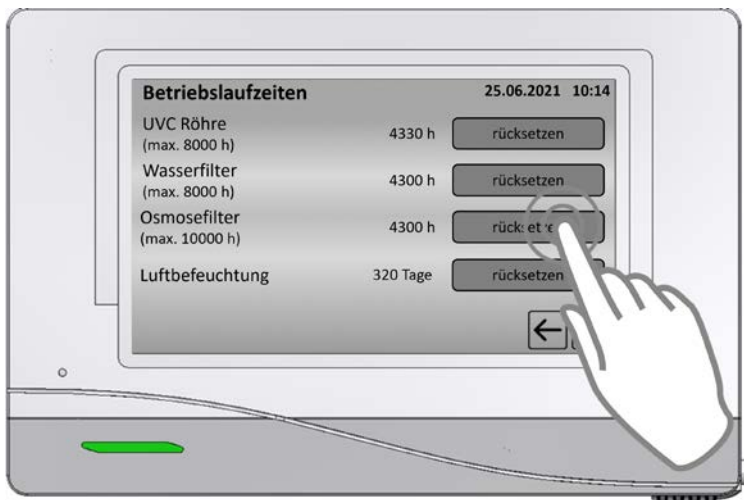 Betriebslaufzeiten 25.06.2021 10:14
UVC Röhre 4330 h rücksetzen
(max. 8000 h)
Wasserfilter 4300 h rücksetzen
(max. 8000 h)
Osmosefilter 4300 h
(max. 10000 h)
Luftbefeuchtung 320 Tage rücksetzen